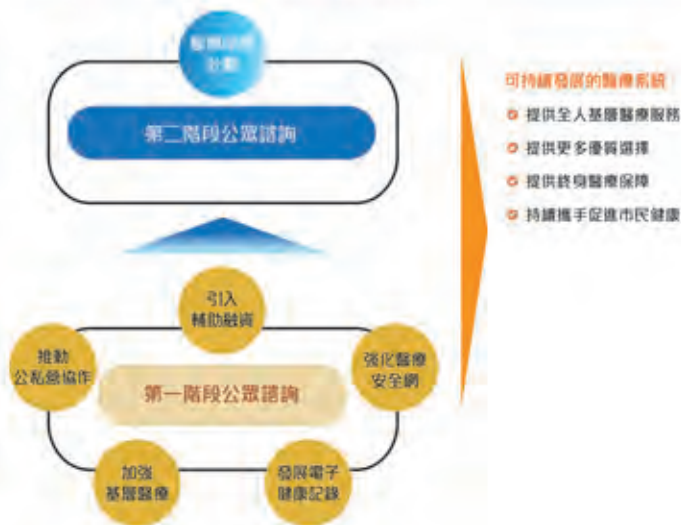 醫療保障
計劃
第二階段公眾諮詢
可持續發展的醫療系統
提供全人基層醫療服務
提供更多優質選擇
提供終身醫療保障
持續攜手促進市民健康
引入
輔助融資
推動
公私營協作
強化醫療
安全網
第一階段公眾諮詢
加強
基層醫療
發展電子
健康記錄